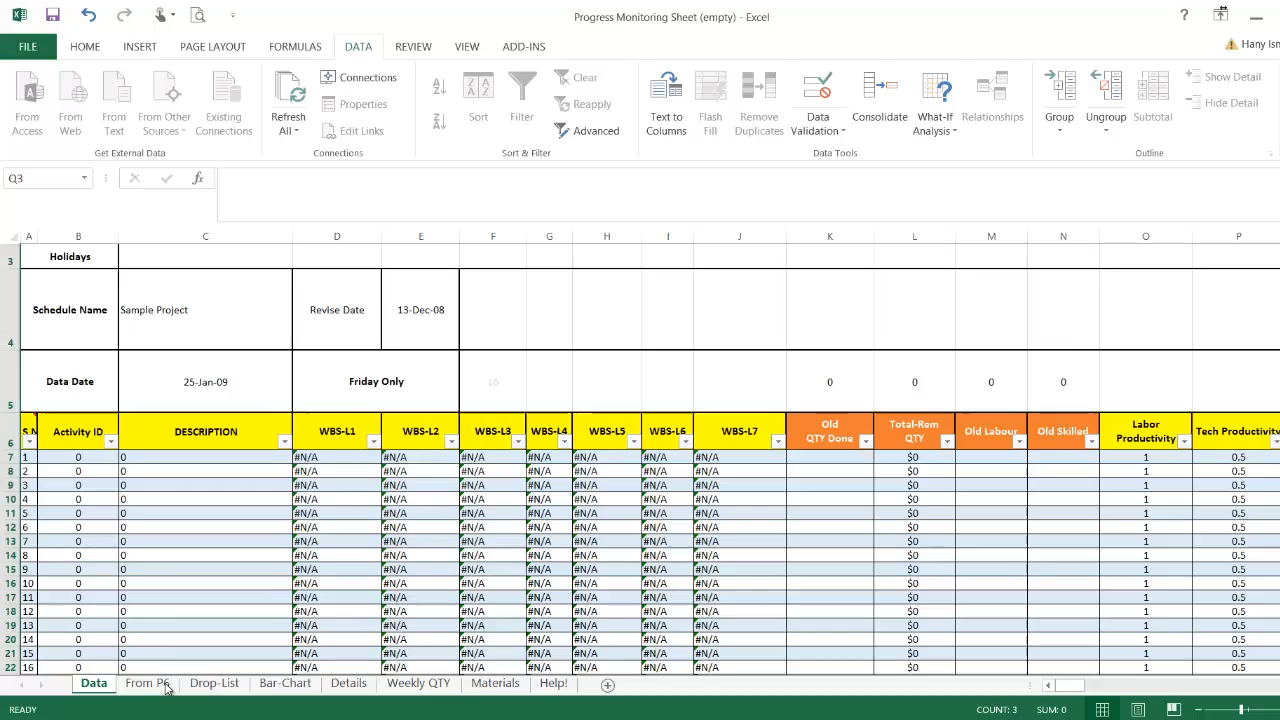 Progress Monitoring Sheet (empty) - Excel
FILE HOME INSERT PAGE LAYOUT FORMULAS DATA REVIEW VIEW ADD-INS Hany Isn
From Access From Web From Text From Other Sources Existing Connections Refresh All Connections Properties Edit Links Sort Filter Clear Reapply Advanced Text to Columns Flash Fill Remove Duplicates Data Validation Consolidate What-If Analysis Relationships Group Ungroup Subtotal Show Detail Hide Detail
Get External Data Connections Sort & Filter Data Tools Outline
Q3
A B C D E F G H I J K L M N O P
3 Holidays
4 Schedule Name Sample Project Revise Date 13-Dec-08
5 Data Date 25-Jan-09 Friday Only 16 0 0 0 0
6 S.N Activity ID DESCRIPTION WBS-L1 WBS-L2 WBS-L3 WBS-L4 WBS-L5 WBS-L6 WBS-L7 Old QTY Done Total-Rem QTY Old Labour Old Skilled Labor Productivity Tech Productivity
7 1 0 0 #N/A #N/A #N/A #N/A #N/A #N/A #N/A $0 1 0.5
8 2 0 0 #N/A #N/A #N/A #N/A #N/A #N/A #N/A $0 1 0.5
9 3 0 0 #N/A #N/A #N/A #N/A #N/A #N/A #N/A $0 1 0.5
10 4 0 0 #N/A #N/A #N/A #N/A #N/A #N/A #N/A $0 1 0.5
11 5 0 0 #N/A #N/A #N/A #N/A #N/A #N/A #N/A $0 1 0.5
12 6 0 0 #N/A #N/A #N/A #N/A #N/A #N/A #N/A $0 1 0.5
13 7 0 0 #N/A #N/A #N/A #N/A #N/A #N/A #N/A $0 1 0.5
14 8 0 0 #N/A #N/A #N/A #N/A #N/A #N/A #N/A $0 1 0.5
15 9 0 0 #N/A #N/A #N/A #N/A #N/A #N/A #N/A $0 1 0.5
16 10 0 0 #N/A #N/A #N/A #N/A #N/A #N/A #N/A $0 1 0.5
17 11 0 0 #N/A #N/A #N/A #N/A #N/A #N/A #N/A $0 1 0.5
18 12 0 0 #N/A #N/A #N/A #N/A #N/A #N/A #N/A $0 1 0.5
19 13 0 0 #N/A #N/A #N/A #N/A #N/A #N/A #N/A $0 1 0.5
20 14 0 0 #N/A #N/A #N/A #N/A #N/A #N/A #N/A $0 1 0.5
21 15 0 0 #N/A #N/A #N/A #N/A #N/A #N/A #N/A $0 1 0.5
22 16 0 0 #N/A #N/A #N/A #N/A #N/A #N/A #N/A $0 1 0.5
Data From P6 Drop-List Bar-Chart Details Weekly QTY Materials Help!
READY COUNT: 3 SUM: 0